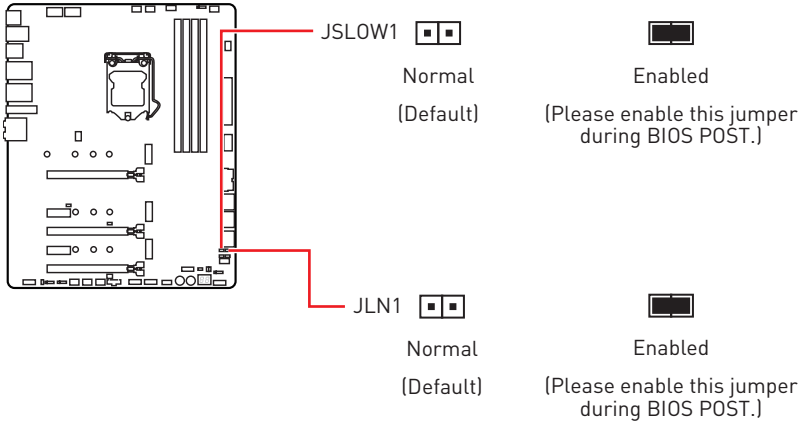 JSLOW1
Normal
Enabled
(Default)
(Please enable this jumper
during BIOS POST.)
JLN1
Normal
Enabled
(Default)
(Please enable this jumper
during BIOS POST.)